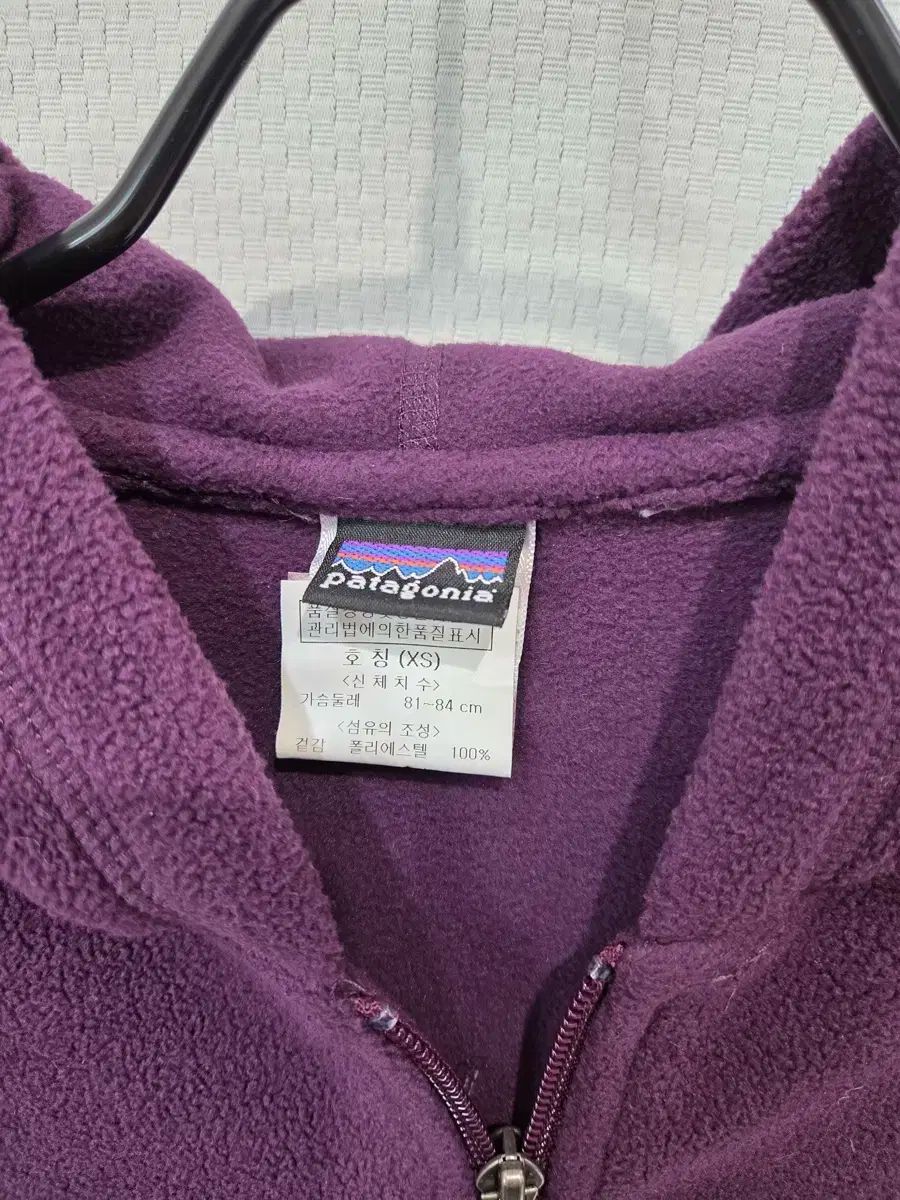 patagonia
관리법에의한품질표시
호 칭 (XS)
<신 체 치 수>
가슴둘레 81~84 cm
<섬유의 조성>
겉감 폴리에스텔 100%